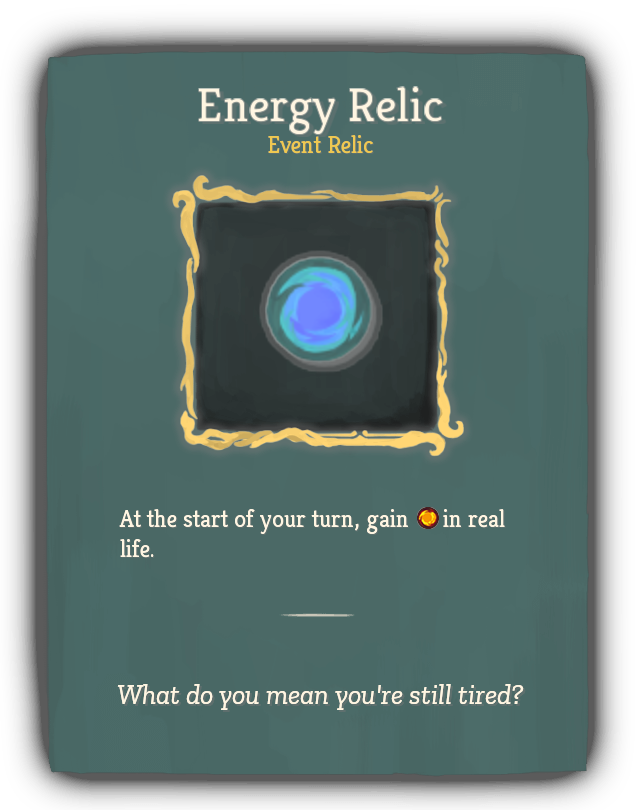 Energy Relic
Event Relic
At the start of your turn, gain in real
life.
What do you mean you're still tired?